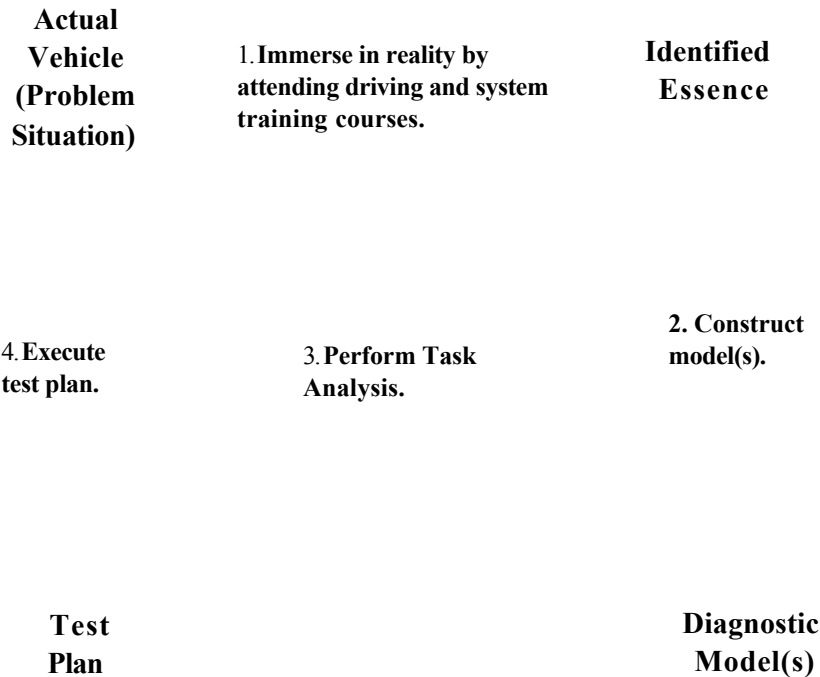 Actual
Vehicle
(Problem
Situation)
1.Immerse in reality by
attending driving and system
training courses.
Identified
Essence
4.Execute
test plan.
3.Perform Task
Analysis.
2. Construct
model(s).
Test
Plan
Diagnostic
Model(s)